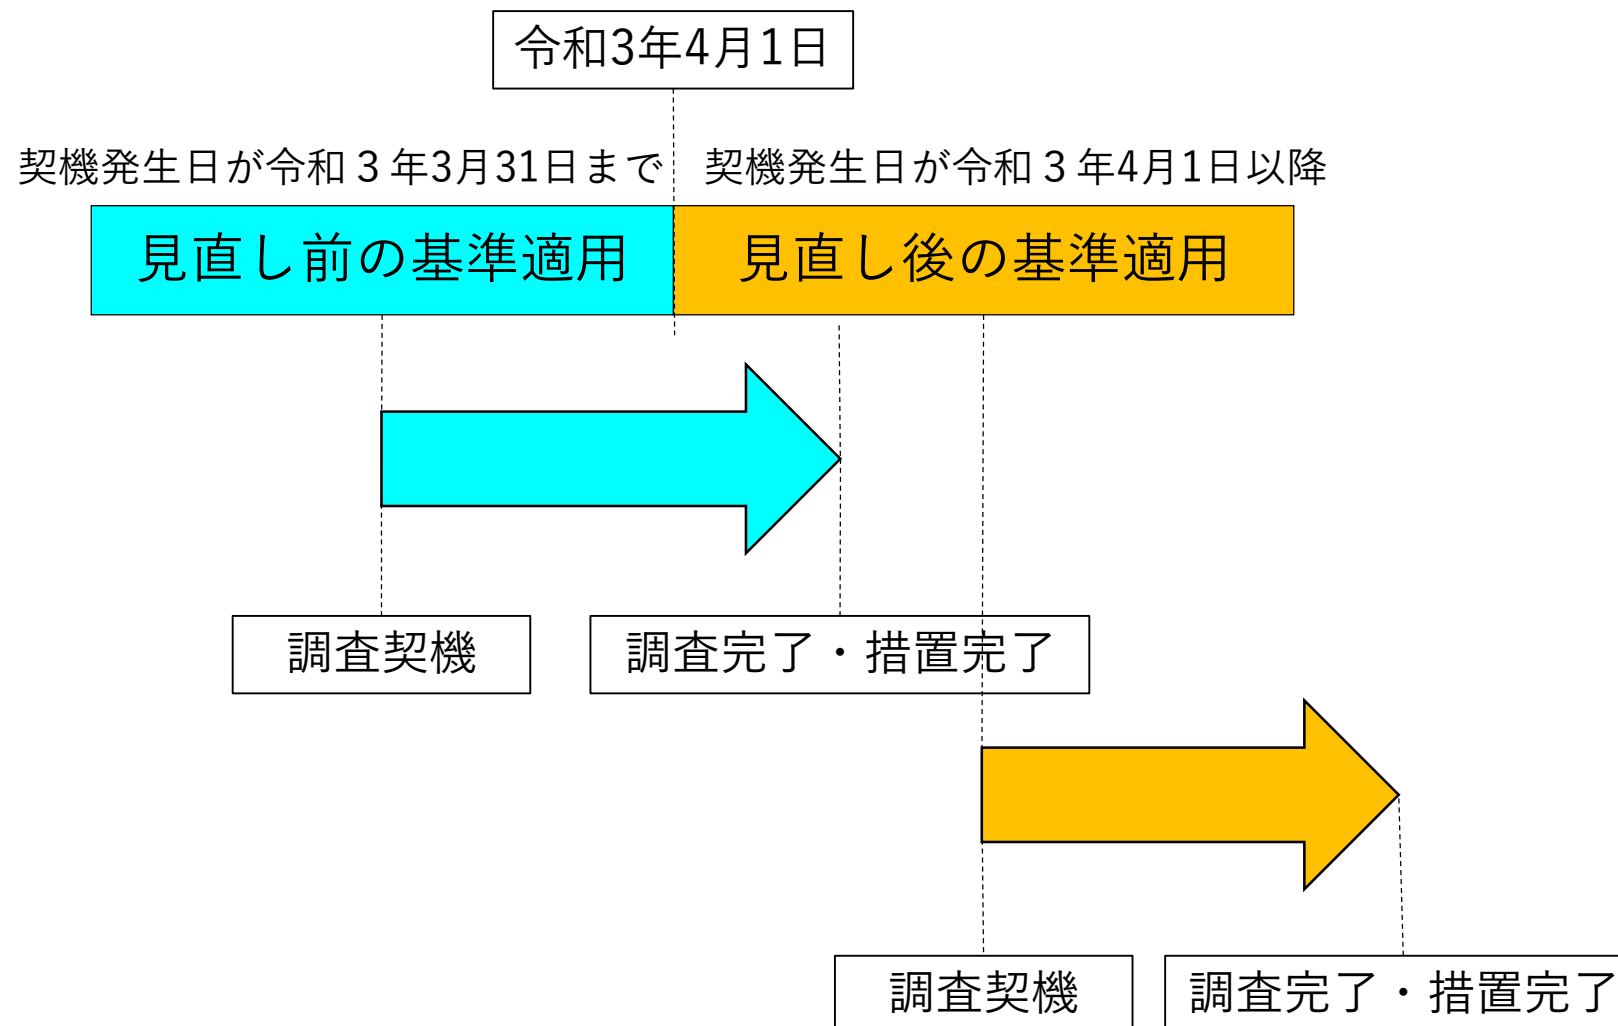 令和3年4月1日
契機発生日が令和３年3月31日まで
契機発生日が令和３年4月1日以降
見直し前の基準適用
見直し後の基準適用
調査契機
調査完了・措置完了
調査契機
調査完了・措置完了